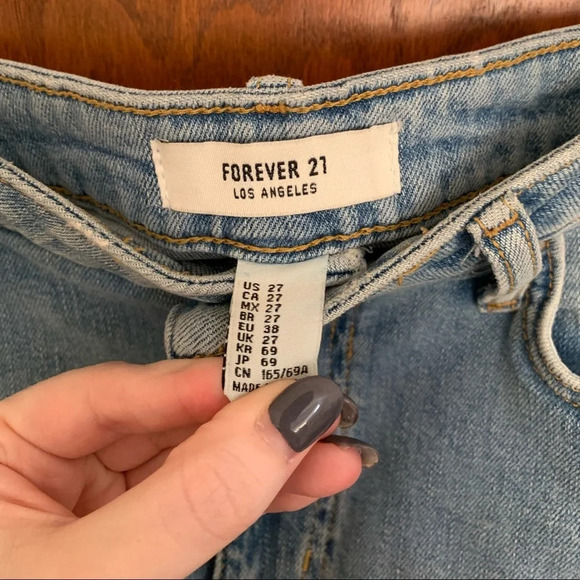 FOREVER 21
LOS ANGELES
US 27
CA 27
MX 27
BR 27
EU 38
UK 27
KR 69
JP 69
CN 165/69A
MADE